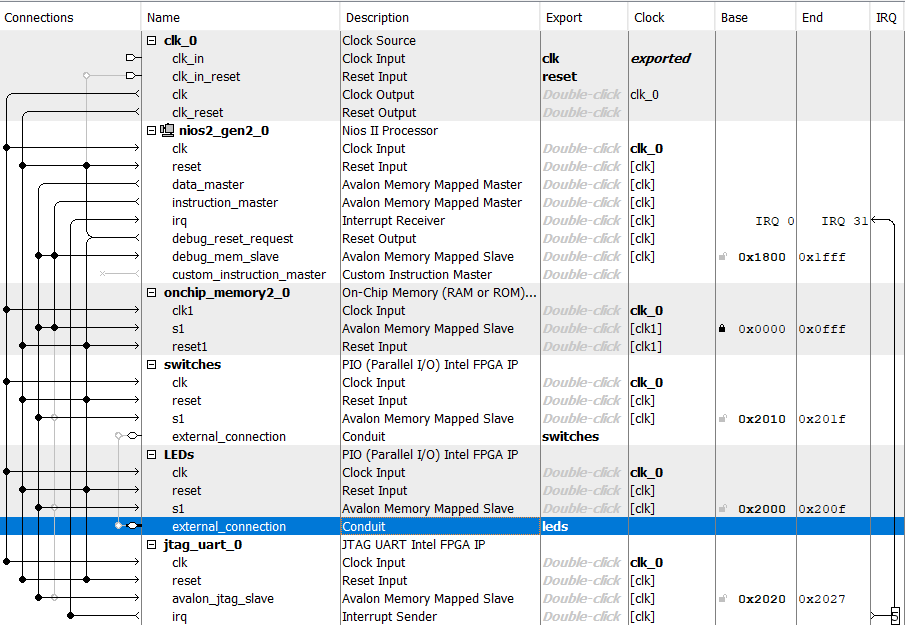 Connections Name Description Export Clock Base End IRQ
clk_0 Clock Source
clk_in Clock Input clk exported
clk_in_reset Reset Input reset
clk Clock Output Double-click clk_0
clk_reset Reset Output Double-click
nios2_gen2_0 Nios II Processor
clk Clock Input Double-click clk_0
reset Reset Input Double-click [clk]
data_master Avalon Memory Mapped Master Double-click [clk]
instruction_master Avalon Memory Mapped Master Double-click [clk]
irq Interrupt Receiver Double-click [clk] IRQ 0 IRQ 31
debug_reset_request Reset Output Double-click [clk]
debug_mem_slave Avalon Memory Mapped Slave Double-click [clk] 0x1800 0x1fff
custom_instruction_master Custom Instruction Master Double-click
onchip_memory2_0 On-Chip Memory (RAM or ROM)...
clk1 Clock Input Double-click clk_0
s1 Avalon Memory Mapped Slave Double-click [clk1] 0x0000 0x0fff
reset1 Reset Input Double-click [clk1]
switches PIO (Parallel I/O) Intel FPGA IP
clk Clock Input Double-click clk_0
reset Reset Input Double-click [clk]
s1 Avalon Memory Mapped Slave Double-click [clk] 0x2010 0x201f
external_connection Conduit switches
LEDs PIO (Parallel I/O) Intel FPGA IP
clk Clock Input Double-click clk_0
reset Reset Input Double-click [clk]
s1 Avalon Memory Mapped Slave Double-click [clk] 0x2000 0x200f
external_connection Conduit leds
jtag_uart_0 JTAG UART Intel FPGA IP
clk Clock Input Double-click clk_0
reset Reset Input Double-click [clk]
avalon_jtag_slave Avalon Memory Mapped Slave Double-click [clk] 0x2020 0x2027
irq Interrupt Sender Double-click [clk]